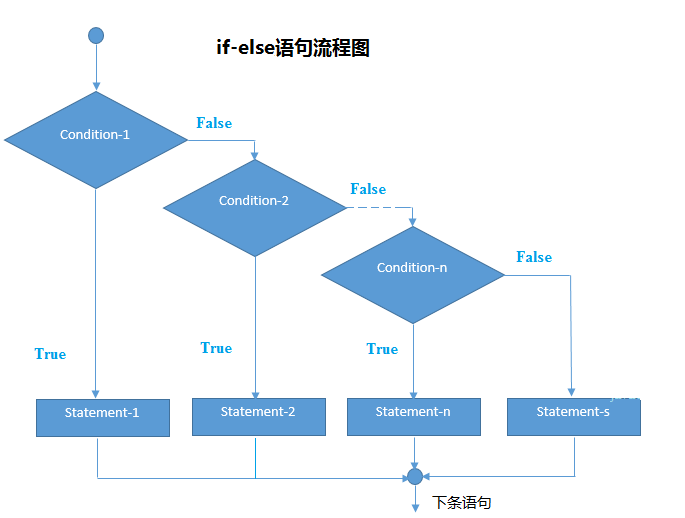 if-else语句流程图
Condition-1
False
Condition-2
False
Condition-n
False
True
True
True
Statement-1
Statement-2
Statement-n
Statement-s
下条语句